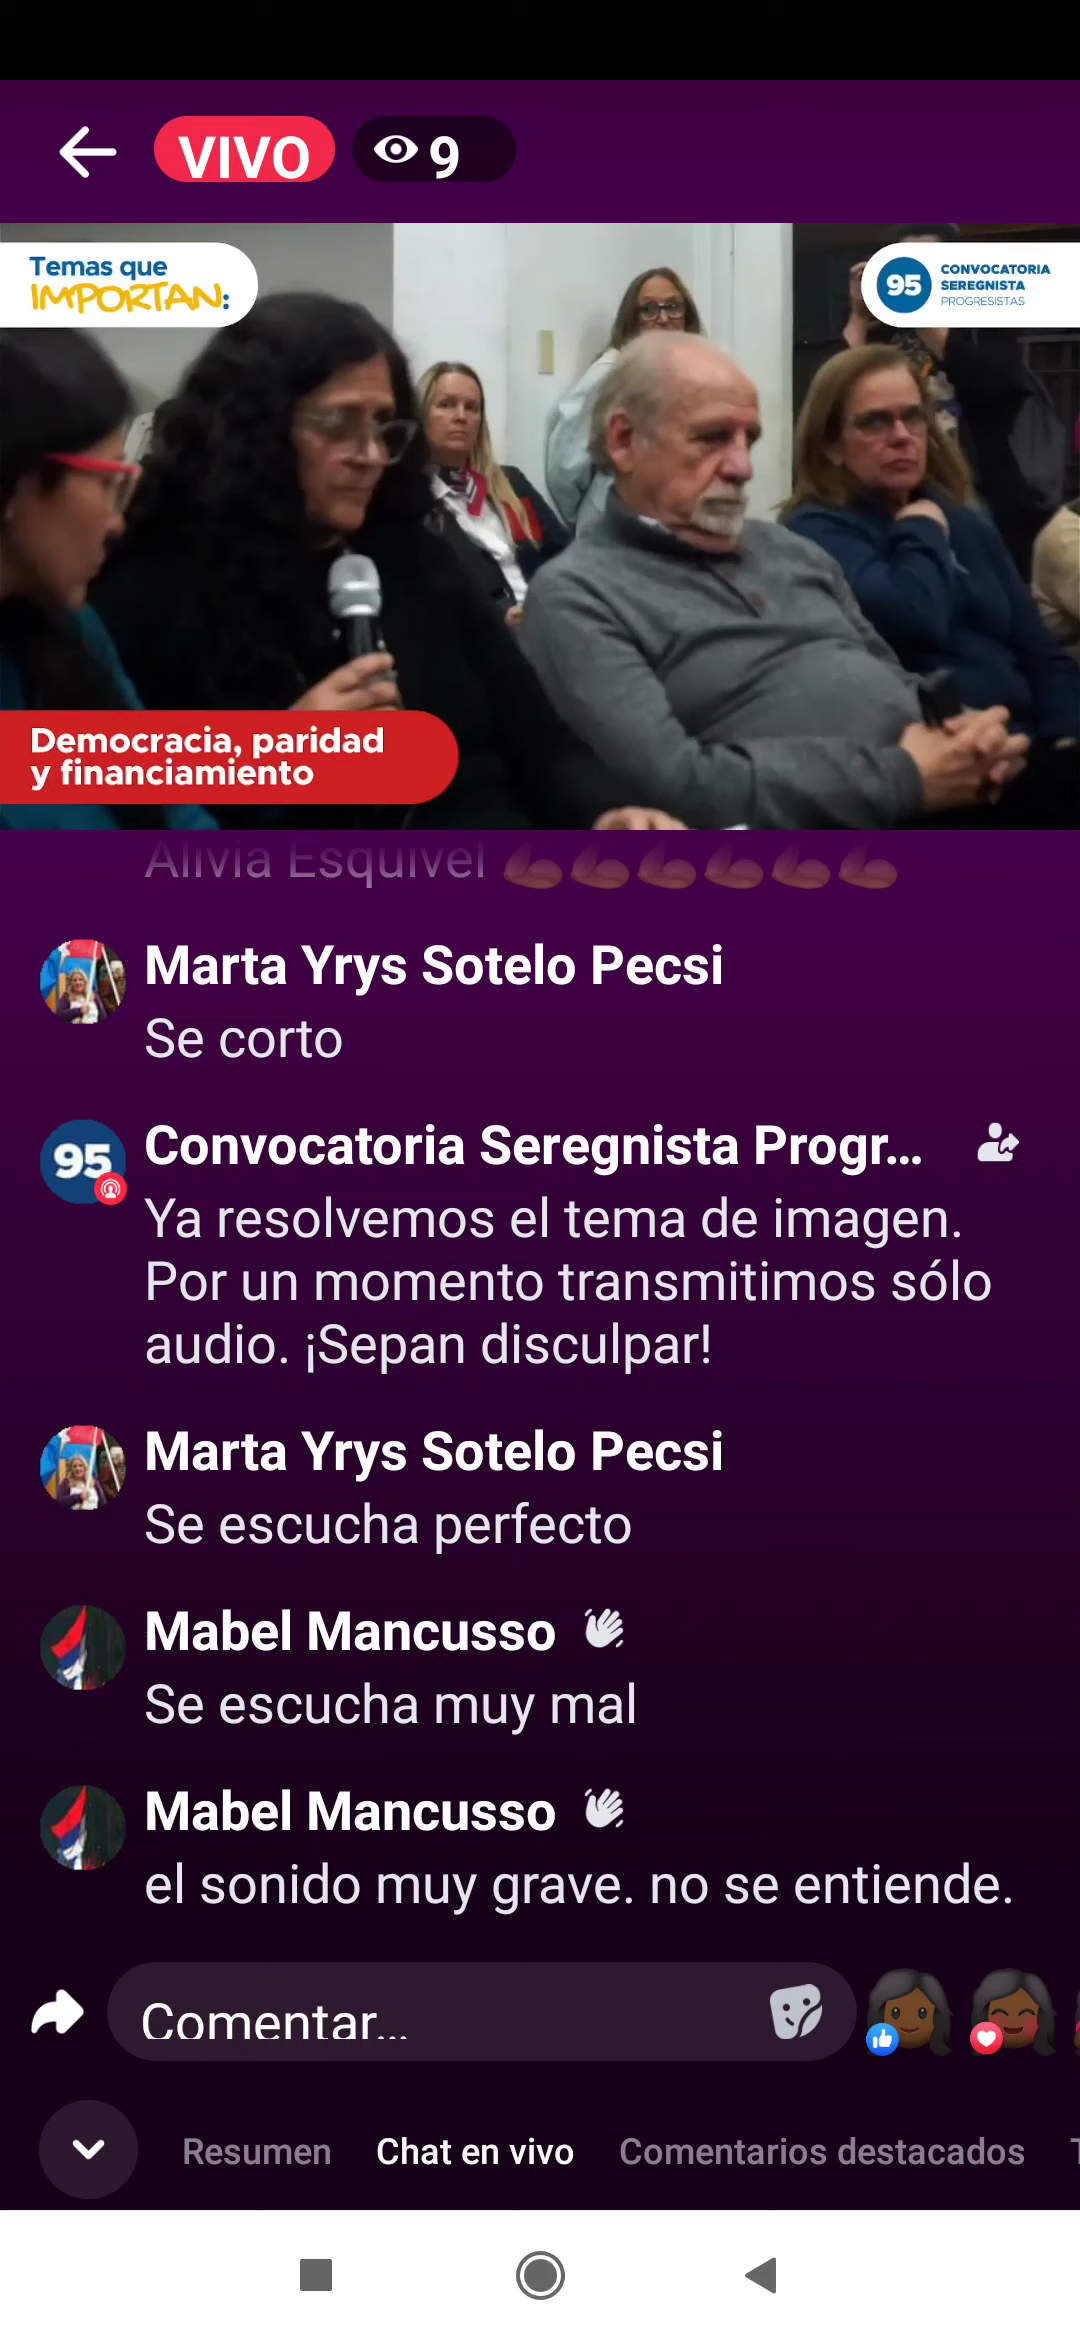 VIVO
9
Temas que
IMPORTAN:
95
CONVOCATORIA
SEREGNISTA
PROGRESISTAS
Democracia, paridad
y financiamiento
Alivia Esquivel 💪💪💪💪💪💪
Marta Yrys Sotelo Pecsi
Se corto
95
Convocatoria Seregnista Progr...
Ya resolvemos el tema de imagen.
Por un momento transmitimos sólo
audio. ¡Sepan disculpar!
Marta Yrys Sotelo Pecsi
Se escucha perfecto
Mabel Mancusso 👋
Se escucha muy mal
Mabel Mancusso 👋
el sonido muy grave. no se entiende.
Comentar...
Resumen
Chat en vivo
Comentarios destacados